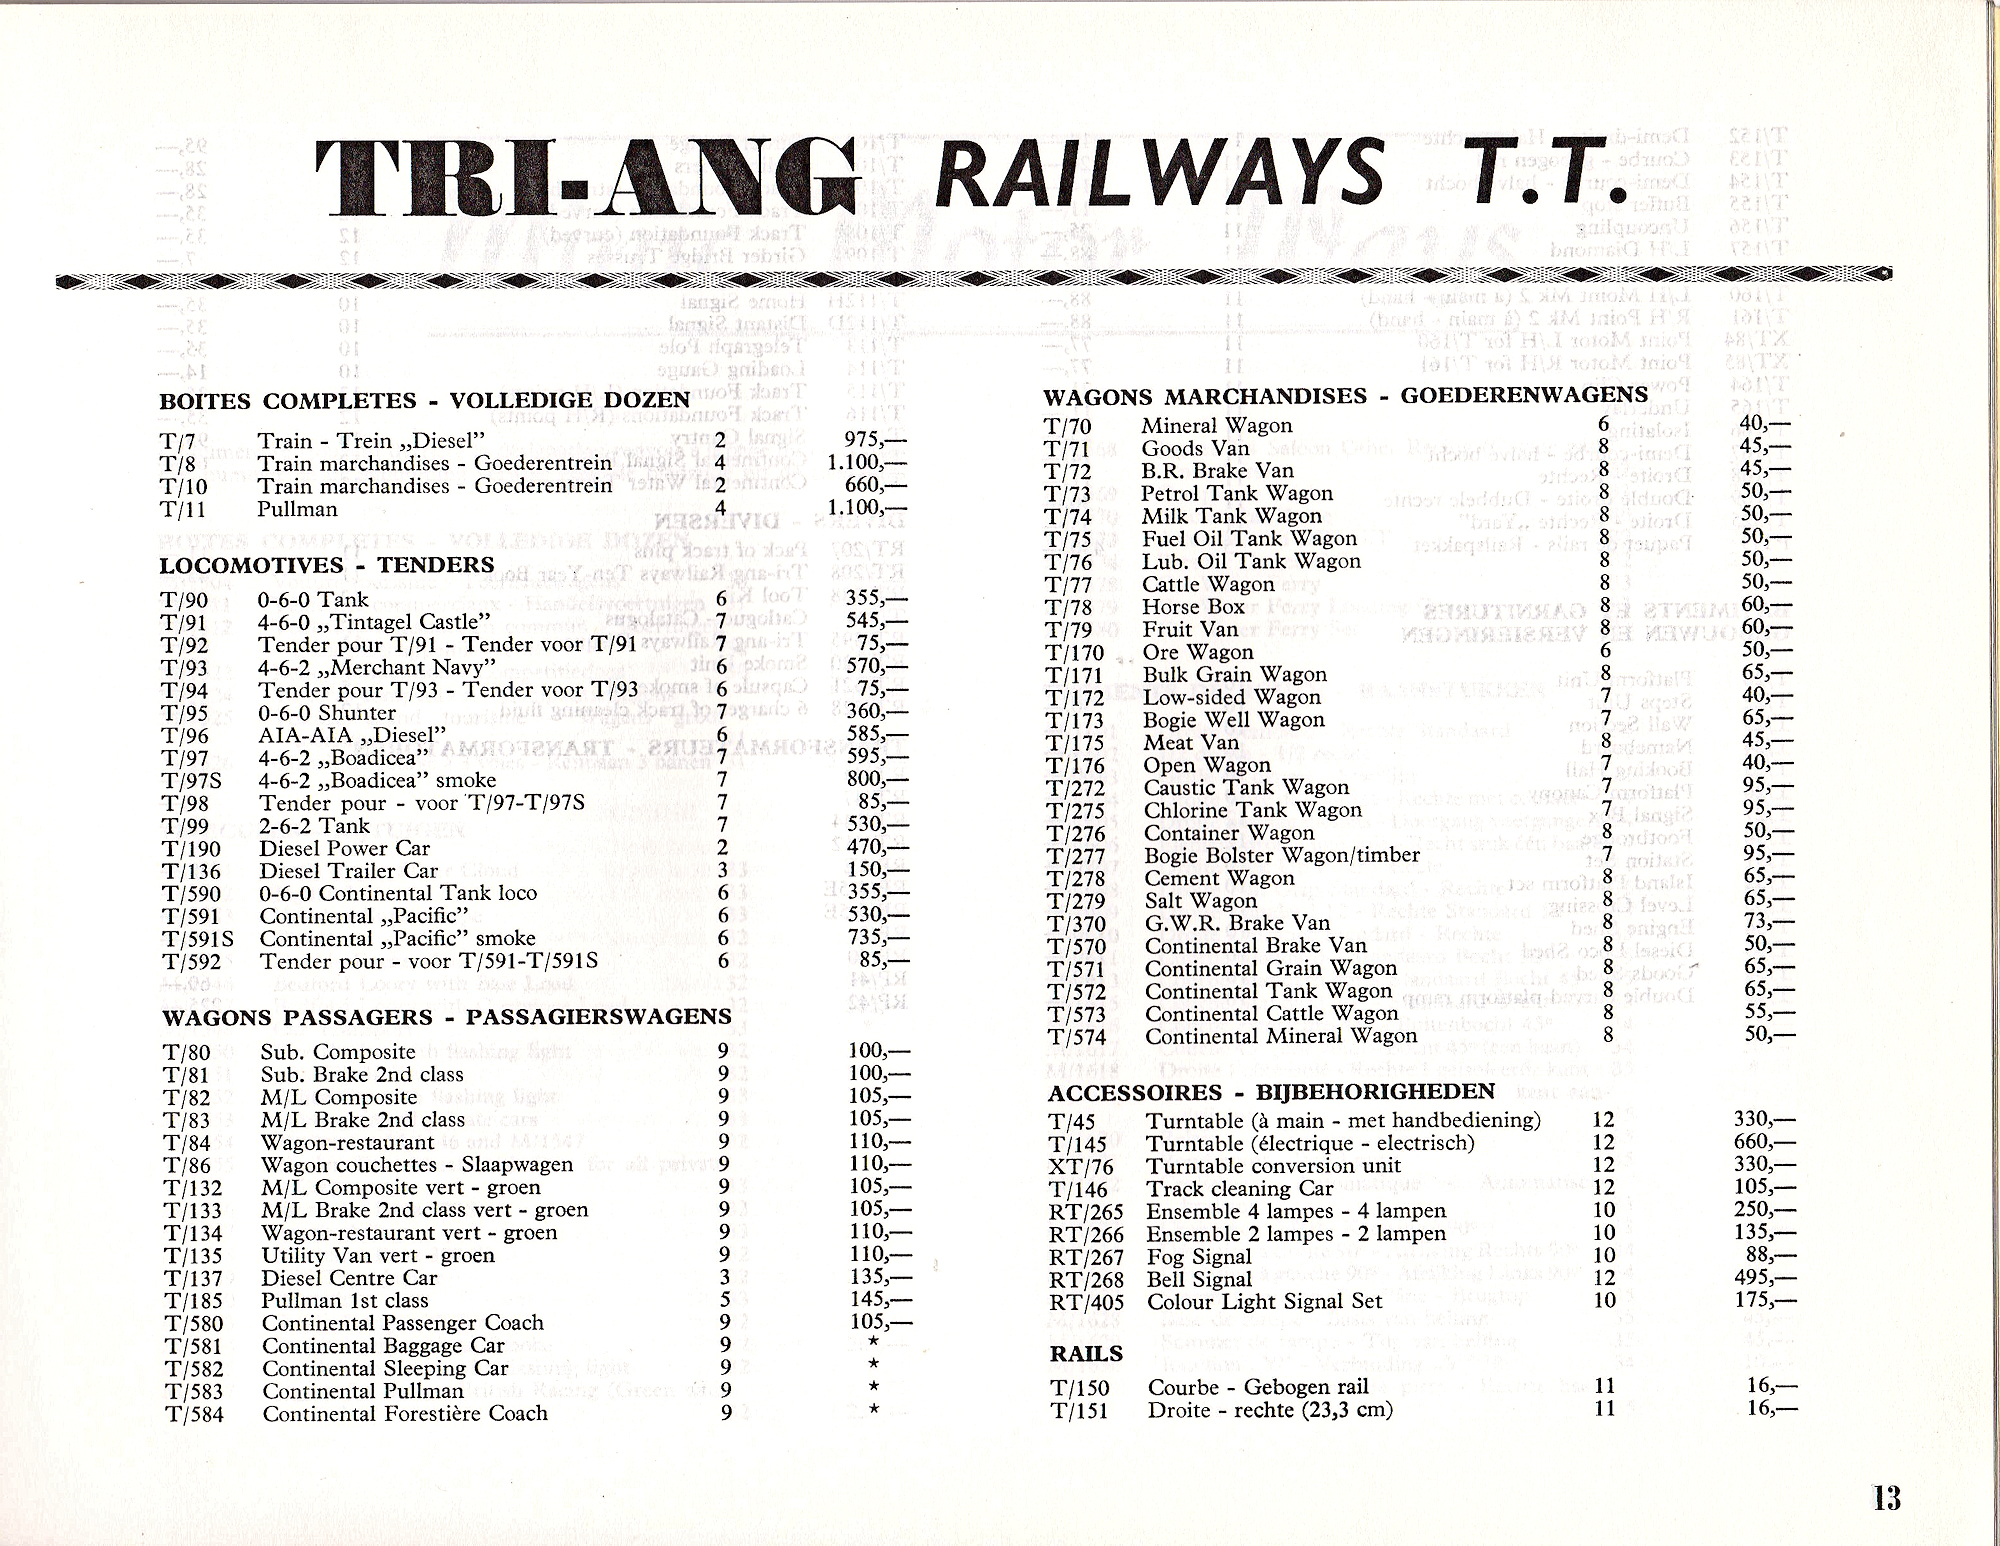 TRI-ANG RAILWAYS T.T.
BOITES COMPLETES - VOLLEDIGE DOZEN
T/7 Train - Trein „Diesel” 2 975,—
T/8 Train marchandises - Goederentrein 4 1.100,—
T/10 Train marchandises - Goederentrein 2 660,—
T/11 Pullman 4 1.100,—
LOCOMOTIVES - TENDERS
T/90 0-6-0 Tank 6 355,—
T/91 4-6-0 „Tintagel Castle” 7 545,—
T/92 Tender pour T/91 - Tender voor T/91 7 75,—
T/93 4-6-2 „Merchant Navy” 6 570,—
T/94 Tender pour T/93 - Tender voor T/93 6 75,—
T/95 0-6-0 Shunter 7 360,—
T/96 AIA-AIA „Diesel” 6 585,—
T/97 4-6-2 „Boadicea” 7 595,—
T/97S 4-6-2 „Boadicea” smoke 7 800,—
T/98 Tender pour - voor T/97-T/97S 7 85,—
T/99 2-6-2 Tank 7 530,—
T/190 Diesel Power Car 2 470,—
T/136 Diesel Trailer Car 3 150,—
T/590 0-6-0 Continental Tank loco 6 355,—
T/591 Continental „Pacific” 6 530,—
T/591S Continental „Pacific” smoke 6 735,—
T/592 Tender pour - voor T/591-T/591S 6 85,—
WAGONS PASSAGERS - PASSAGIERSWAGENS
T/80 Sub. Composite 9 100,—
T/81 Sub. Brake 2nd class 9 100,—
T/82 M/L Composite 9 105,—
T/83 M/L Brake 2nd class 9 105,—
T/84 Wagon-restaurant 9 110,—
T/86 Wagon couchettes - Slaapwagen 9 110,—
T/132 M/L Composite vert - groen 9 105,—
T/133 M/L Brake 2nd class vert - groen 9 105,—
T/134 Wagon-restaurant vert - groen 9 110,—
T/135 Utility Van vert - groen 9 110,—
T/137 Diesel Centre Car 3 135,—
T/185 Pullman 1st class 5 145,—
T/580 Continental Passenger Coach 9 105,—
T/581 Continental Baggage Car 9 ★
T/582 Continental Sleeping Car 9 ★
T/583 Continental Pullman 9 ★
T/584 Continental Forestière Coach 9 ★
WAGONS MARCHANDISES - GOEDERENWAGENS
T/70 Mineral Wagon 6 40,—
T/71 Goods Van 8 45,—
T/72 B.R. Brake Van 8 45,—
T/73 Petrol Tank Wagon 8 50,—
T/74 Milk Tank Wagon 8 50,—
T/75 Fuel Oil Tank Wagon 8 50,—
T/76 Lub. Oil Tank Wagon 8 50,—
T/77 Cattle Wagon 8 50,—
T/78 Horse Box 8 60,—
T/79 Fruit Van 8 60,—
T/170 Ore Wagon 6 50,—
T/171 Bulk Grain Wagon 8 65,—
T/172 Low-sided Wagon 7 40,—
T/173 Bogie Well Wagon 7 65,—
T/175 Meat Van 8 45,—
T/176 Open Wagon 7 40,—
T/272 Caustic Tank Wagon 7 95,—
T/275 Chlorine Tank Wagon 7 95,—
T/276 Container Wagon 8 50,—
T/277 Bogie Bolster Wagon/timber 7 95,—
T/278 Cement Wagon 8 65,—
T/279 Salt Wagon 8 65,—
T/370 G.W.R. Brake Van 8 73,—
T/570 Continental Brake Van 8 50,—
T/571 Continental Grain Wagon 8 65,—
T/572 Continental Tank Wagon 8 65,—
T/573 Continental Cattle Wagon 8 55,—
T/574 Continental Mineral Wagon 8 50,—
ACCESSOIRES - BIJBEHORIGHEDEN
T/45 Turntable (à main - met handbediening) 12 330,—
T/145 Turntable (électrique - electrisch) 12 660,—
XT/76 Turntable conversion unit 12 330,—
T/146 Track cleaning Car 12 105,—
RT/265 Ensemble 4 lampes - 4 lampen 10 250,—
RT/266 Ensemble 2 lampes - 2 lampen 10 135,—
RT/267 Fog Signal 10 88,—
RT/268 Bell Signal 12 495,—
RT/405 Colour Light Signal Set 10 175,—
RAILS
T/150 Courbe - Gebogen rail 11 16,—
T/151 Droite - rechte (23,3 cm) 11 16,—
13